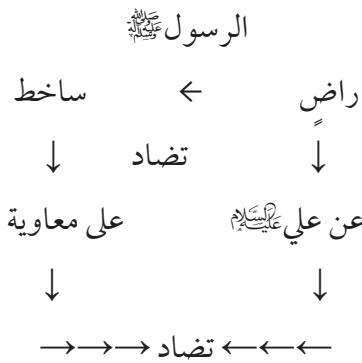 الرسول ﷺ
راضٍ ← ساخط
↓ تضاد ↓
عن علي عليه السلام على معاوية
↓ ↓
←←← تضاد →→→